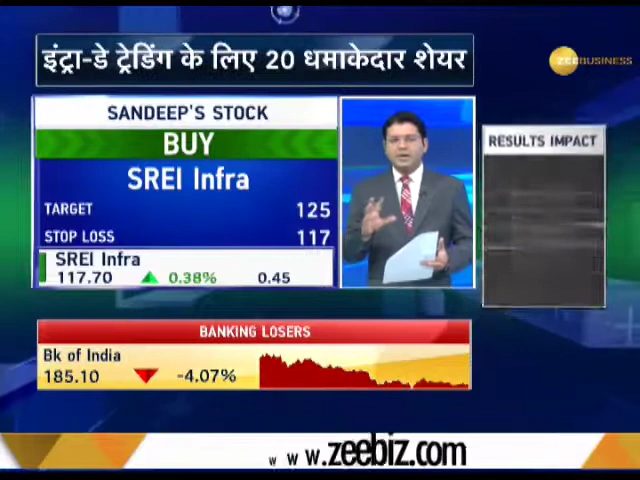 इंट्रा-डे ट्रेडिंग के लिए 20 धमाकेदार शेयर
ZEE BUSINESS
SANDEEP'S STOCK
BUY
SREI Infra
TARGET 125
STOP LOSS 117
SREI Infra
117.70 0.38% 0.45
RESULTS IMPACT
BANKING LOSERS
Bk of India
185.10 -4.07%
www.zeebiz.com